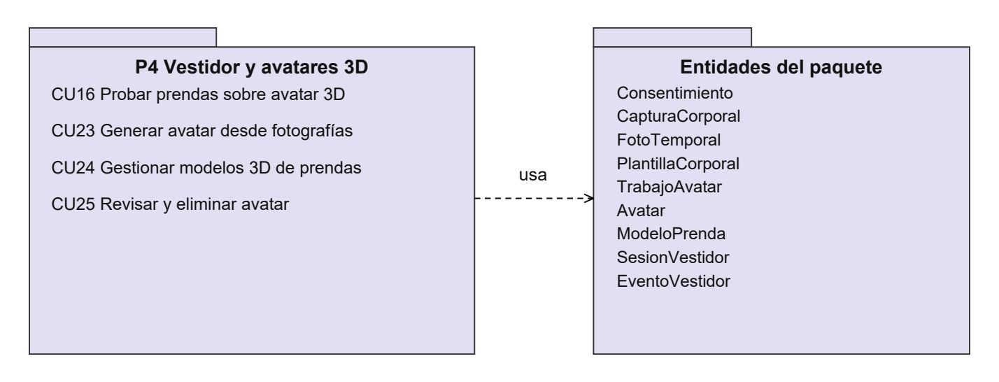 P4 Vestidor y avatares 3D
CU16 Probar prendas sobre avatar 3D
CU23 Generar avatar desde fotografías
CU24 Gestionar modelos 3D de prendas
CU25 Revisar y eliminar avatar
usa
Entidades del paquete
Consentimiento
CapturaCorporal
FotoTemporal
PlantillaCorporal
TrabajoAvatar
Avatar
ModeloPrenda
SesionVestidor
EventoVestidor